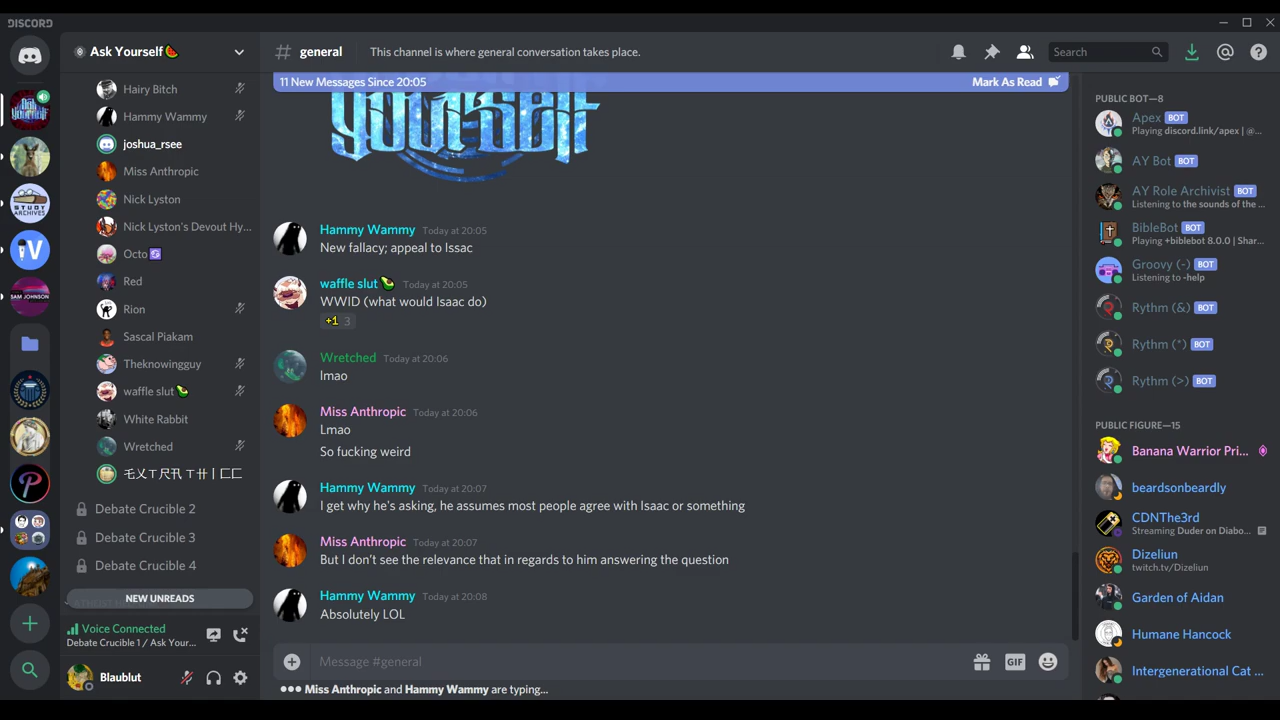 DISCORD
Ask Yourself🍉
# general
This channel is where general conversation takes place.
Search
Hairy Bitch
Hammy Wammy
joshua_rsee
Miss Anthropic
Nick Lyston
Nick Lyston's Devout Hy...
Octo
Red
Rion
Sascal Piakam
Theknowingguy
waffle slut🥑
White Rabbit
Wretched
Debate Crucible 2
Debate Crucible 3
Debate Crucible 4
NEW UNREADS
Voice Connected
Debate Crucible 1 / Ask Your...
Blaublut
SAM JOHNSON
11 New Messages Since 20:05
Mark As Read
YOURSELF
Hammy Wammy Today at 20:05
New fallacy; appeal to Issac
waffle slut🥑 Today at 20:05
WWID (what would Isaac do)
+1 3
Wretched Today at 20:06
lmao
Miss Anthropic Today at 20:06
Lmao
So fucking weird
Hammy Wammy Today at 20:07
I get why he's asking, he assumes most people agree with Isaac or something
Miss Anthropic Today at 20:07
But I don't see the relevance that in regards to him answering the question
Hammy Wammy Today at 20:08
Absolutely LOL
Message #general
GIF
Miss Anthropic and Hammy Wammy are typing...
PUBLIC BOT—8
Apex BOT
Playing discord.link/apex | @...
AY Bot BOT
AY Role Archivist BOT
Listening to the sounds of the ...
BibleBot BOT
Playing +biblebot 8.0.0 | Shar...
Groovy (-) BOT
Listening to -help
Rythm (&) BOT
Rythm (*) BOT
Rythm (>) BOT
PUBLIC FIGURE—15
Banana Warrior Pri...
beardsonbeardly
CDNThe3rd
Streaming Duder on Diabo...
Dizeliun
twitch.tv/Dizeliun
Garden of Aidan
Humane Hancock
Intergenerational Cat ...